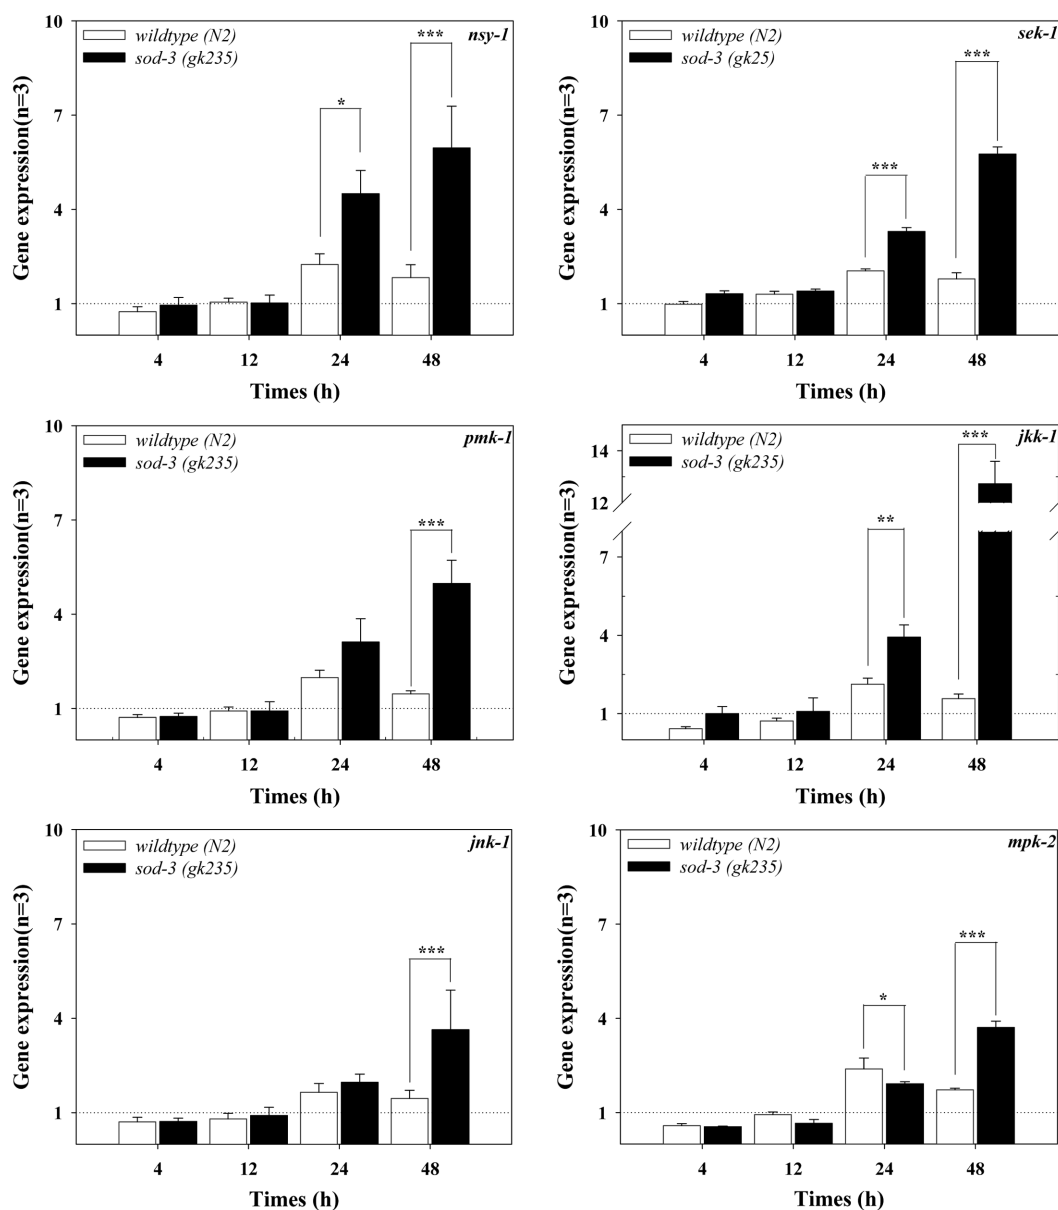 nsy-1
wildtype (N2)
sod-3 (gk235)
Gene expression(n=3)
10
7
4
1
*
***
4 12 24 48
Times (h)
sek-1
wildtype (N2)
sod-3 (gk25)
Gene expression(n=3)
10
7
4
1
***
***
4 12 24 48
Times (h)
pmk-1
wildtype (N2)
sod-3 (gk235)
Gene expression(n=3)
10
7
4
1
***
4 12 24 48
Times (h)
jkk-1
wildtype (N2)
sod-3 (gk235)
Gene expression(n=3)
14
12
7
4
1
**
***
4 12 24 48
Times (h)
jnk-1
wildtype (N2)
sod-3 (gk235)
Gene expression(n=3)
10
7
4
1
***
4 12 24 48
Times (h)
mpk-2
wildtype (N2)
sod-3 (gk235)
Gene expression(n=3)
10
7
4
1
*
***
4 12 24 48
Times (h)